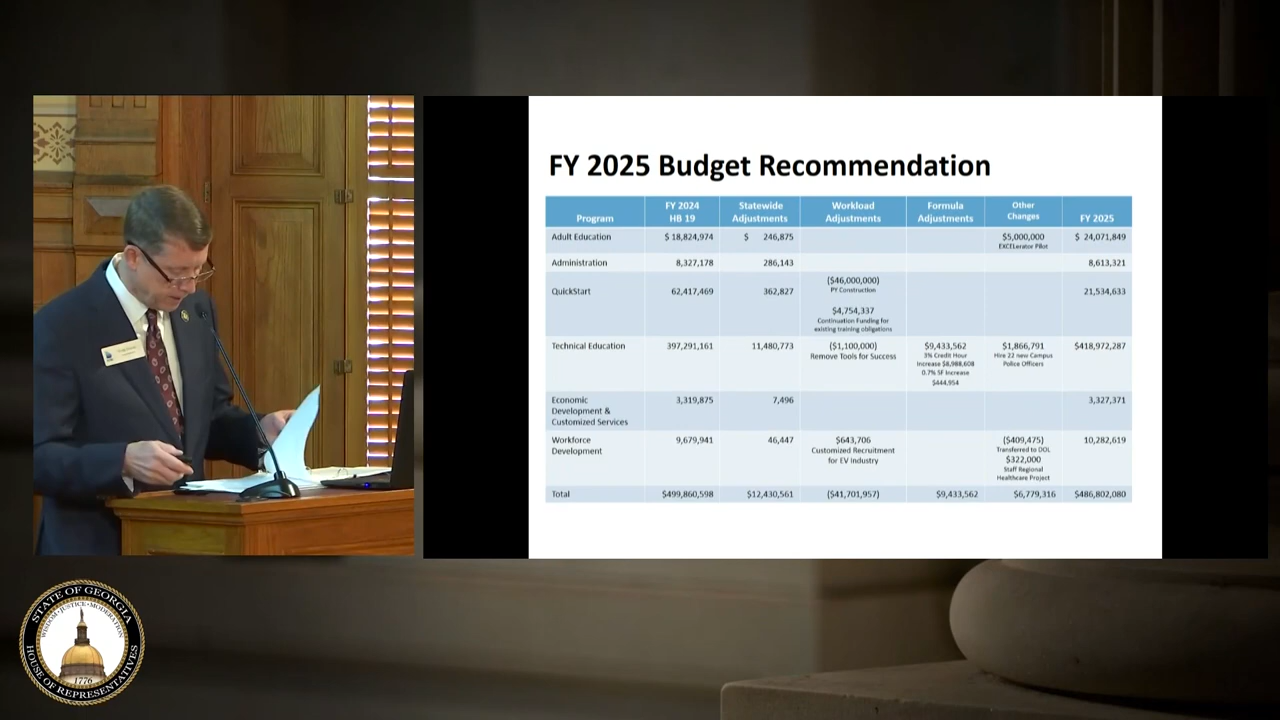 FY 2025 Budget Recommendation
Program
FY 2024
HB 19
Statewide
Adjustments
Workload
Adjustments
Formula
Adjustments
Other
Changes
FY 2025
Adult Education
$ 18,824,974
$ 246,875
$5,000,000
EXCELerator Pilot
$ 24,071,849
Administration
8,327,178
286,143
8,613,321
QuickStart
62,417,469
362,827
($46,000,000)
PY Construction
$4,754,337
Continuation Funding for
existing training obligations
21,534,633
Technical Education
397,291,161
11,480,773
($1,100,000)
Remove Tools for Success
$9,433,562
3% Credit Hour
Increase $8,988,608
0.7% SF Increase
$444,954
$1,866,791
Hire 22 new Campus
Police Officers
$418,972,287
Economic
Development &
Customized Services
3,319,875
7,496
3,327,371
Workforce
Development
9,679,941
46,447
$643,706
Customized Recruitment
for EV Industry
($409,475)
Transferred to DOL
$322,000
Staff Regional
Healthcare Project
10,282,619
Total
$499,860,598
$12,430,561
($41,701,957)
$9,433,562
$6,779,316
$486,802,080
STATE OF GEORGIA
WISDOM • JUSTICE • MODERATION
1776
HOUSE OF REPRESENTATIVES